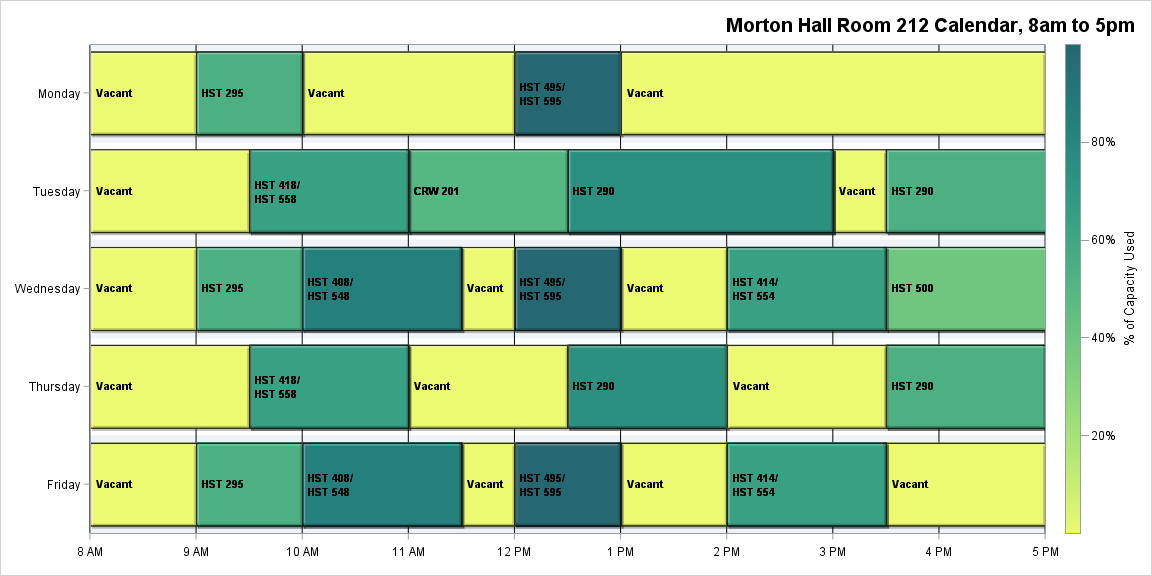 Morton Hall Room 212 Calendar, 8am to 5pm
Monday
Vacant
HST 295
Vacant
HST 495/
HST 595
Vacant
Tuesday
Vacant
HST 418/
HST 558
CRW 201
HST 290
Vacant
HST 290
Wednesday
Vacant
HST 295
HST 408/
HST 548
Vacant
HST 495/
HST 595
Vacant
HST 414/
HST 554
HST 500
Thursday
Vacant
HST 418/
HST 558
Vacant
HST 290
Vacant
HST 290
Friday
Vacant
HST 295
HST 408/
HST 548
Vacant
HST 495/
HST 595
Vacant
HST 414/
HST 554
Vacant
8 AM
9 AM
10 AM
11 AM
12 PM
1 PM
2 PM
3 PM
4 PM
5 PM
80%
60%
40%
20%
% of Capacity Used